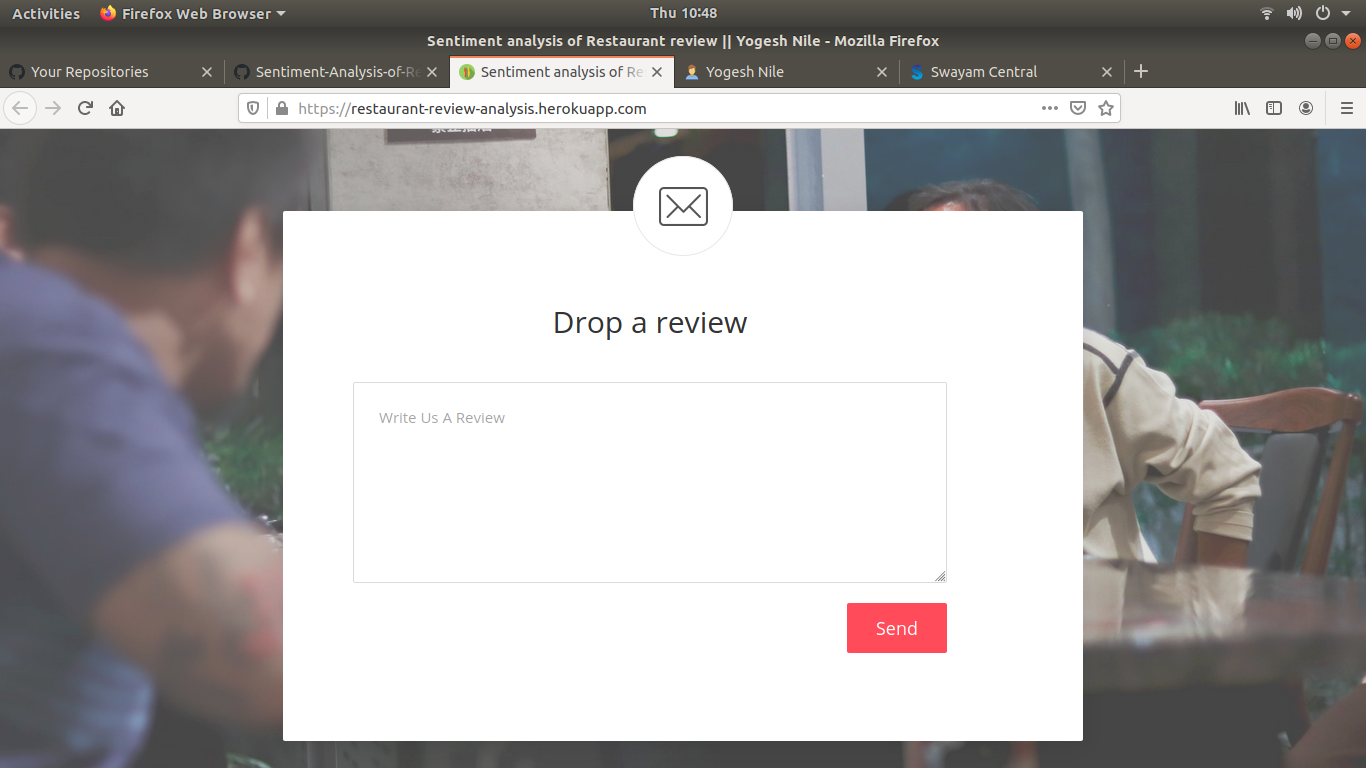 Activities Firefox Web Browser Thu 10:48
Sentiment analysis of Restaurant review || Yogesh Nile - Mozilla Firefox
Your Repositories Sentiment-Analysis-of-Re Sentiment analysis of Re Yogesh Nile Swayam Central
https://restaurant-review-analysis.herokuapp.com
Drop a review
Write Us A Review
Send